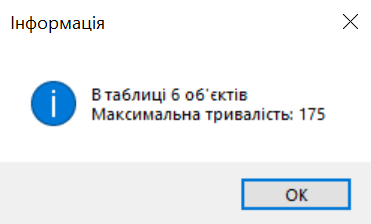 Інформація
В таблиці 6 об'єктів
Максимальна тривалість: 175
OK